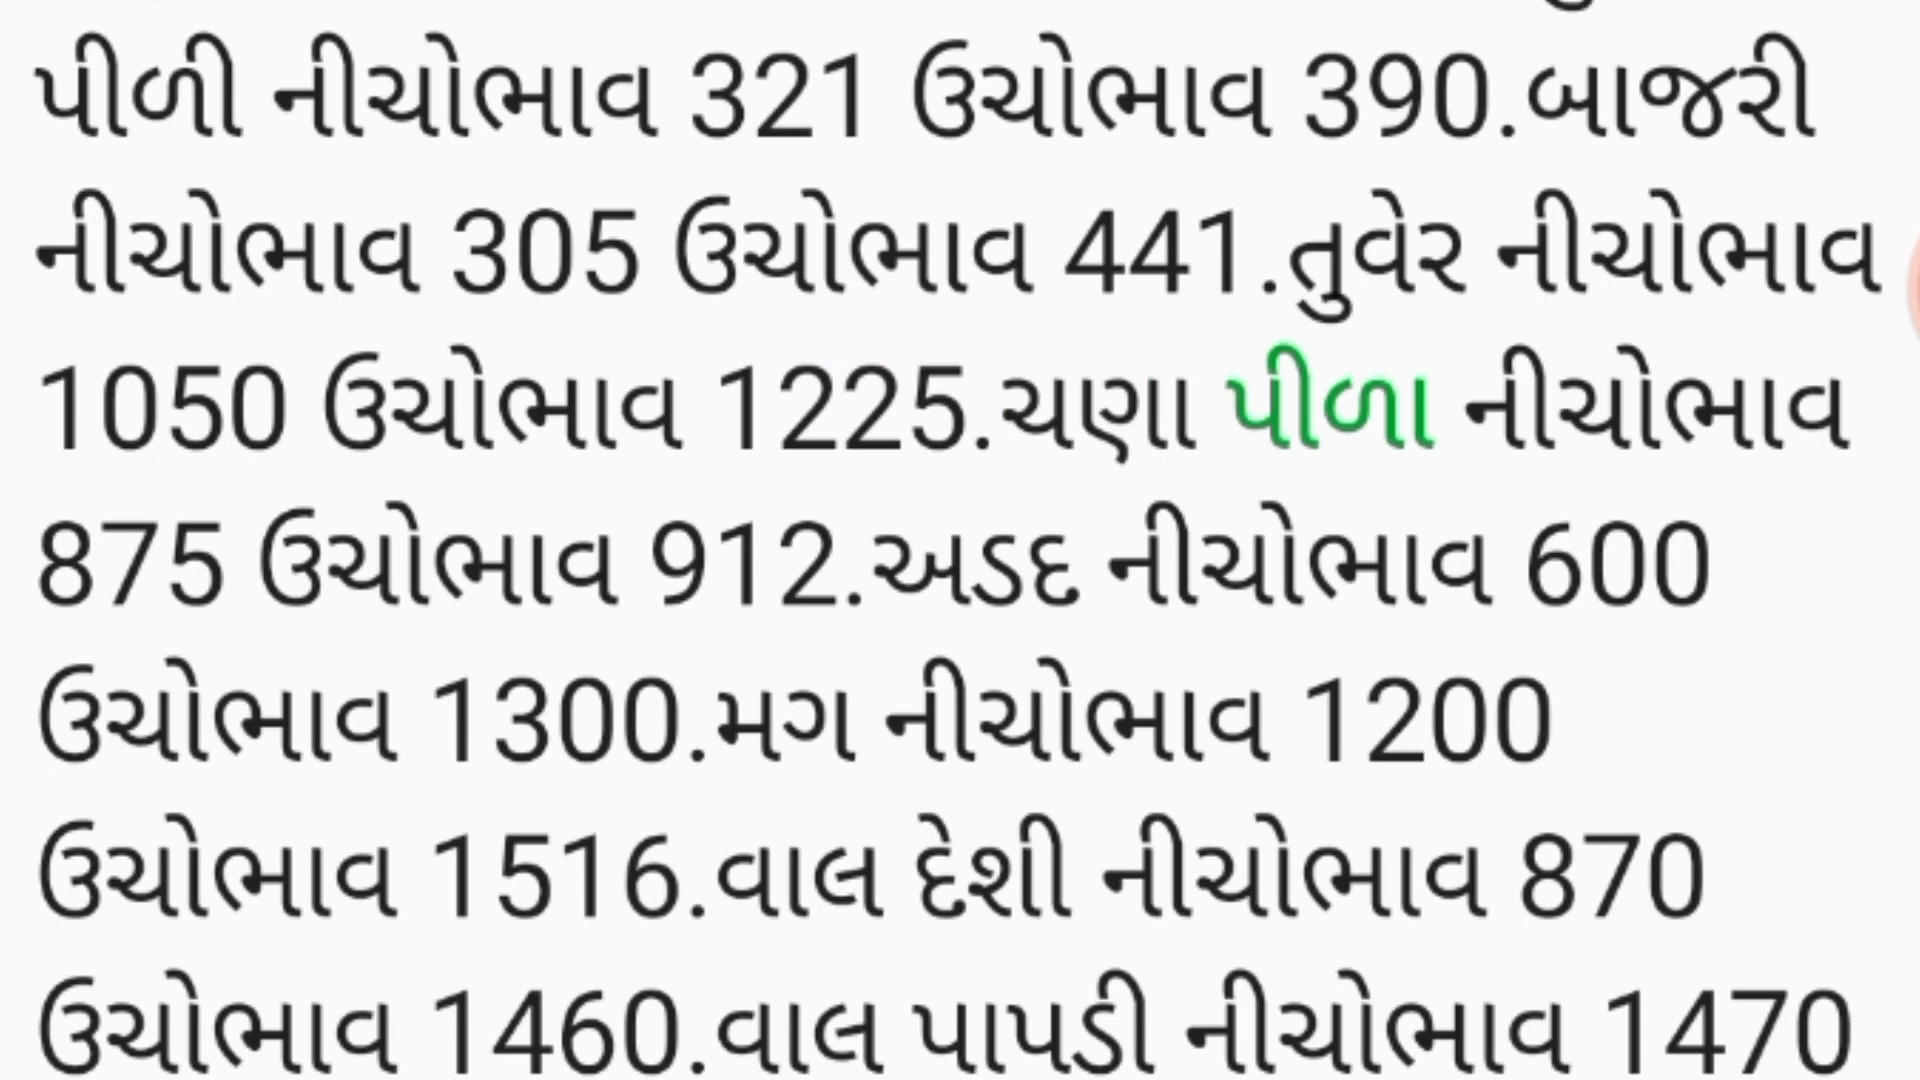 પીળી નીચોભાવ 321 ઉચોભાવ 390.બાજરી
નીચોભાવ 305 ઉચોભાવ 441.તુવેર નીચોભાવ
1050 ઉચોભાવ 1225.ચણા પીળા નીચોભાવ
875 ઉચોભાવ 912.અડદ નીચોભાવ 600
ઉચોભાવ 1300.મગ નીચોભાવ 1200
ઉચોભાવ 1516.વાલ દેશી નીચોભાવ 870
ઉચોભાવ 1460.વાલ પાપડી નીચોભાવ 1470